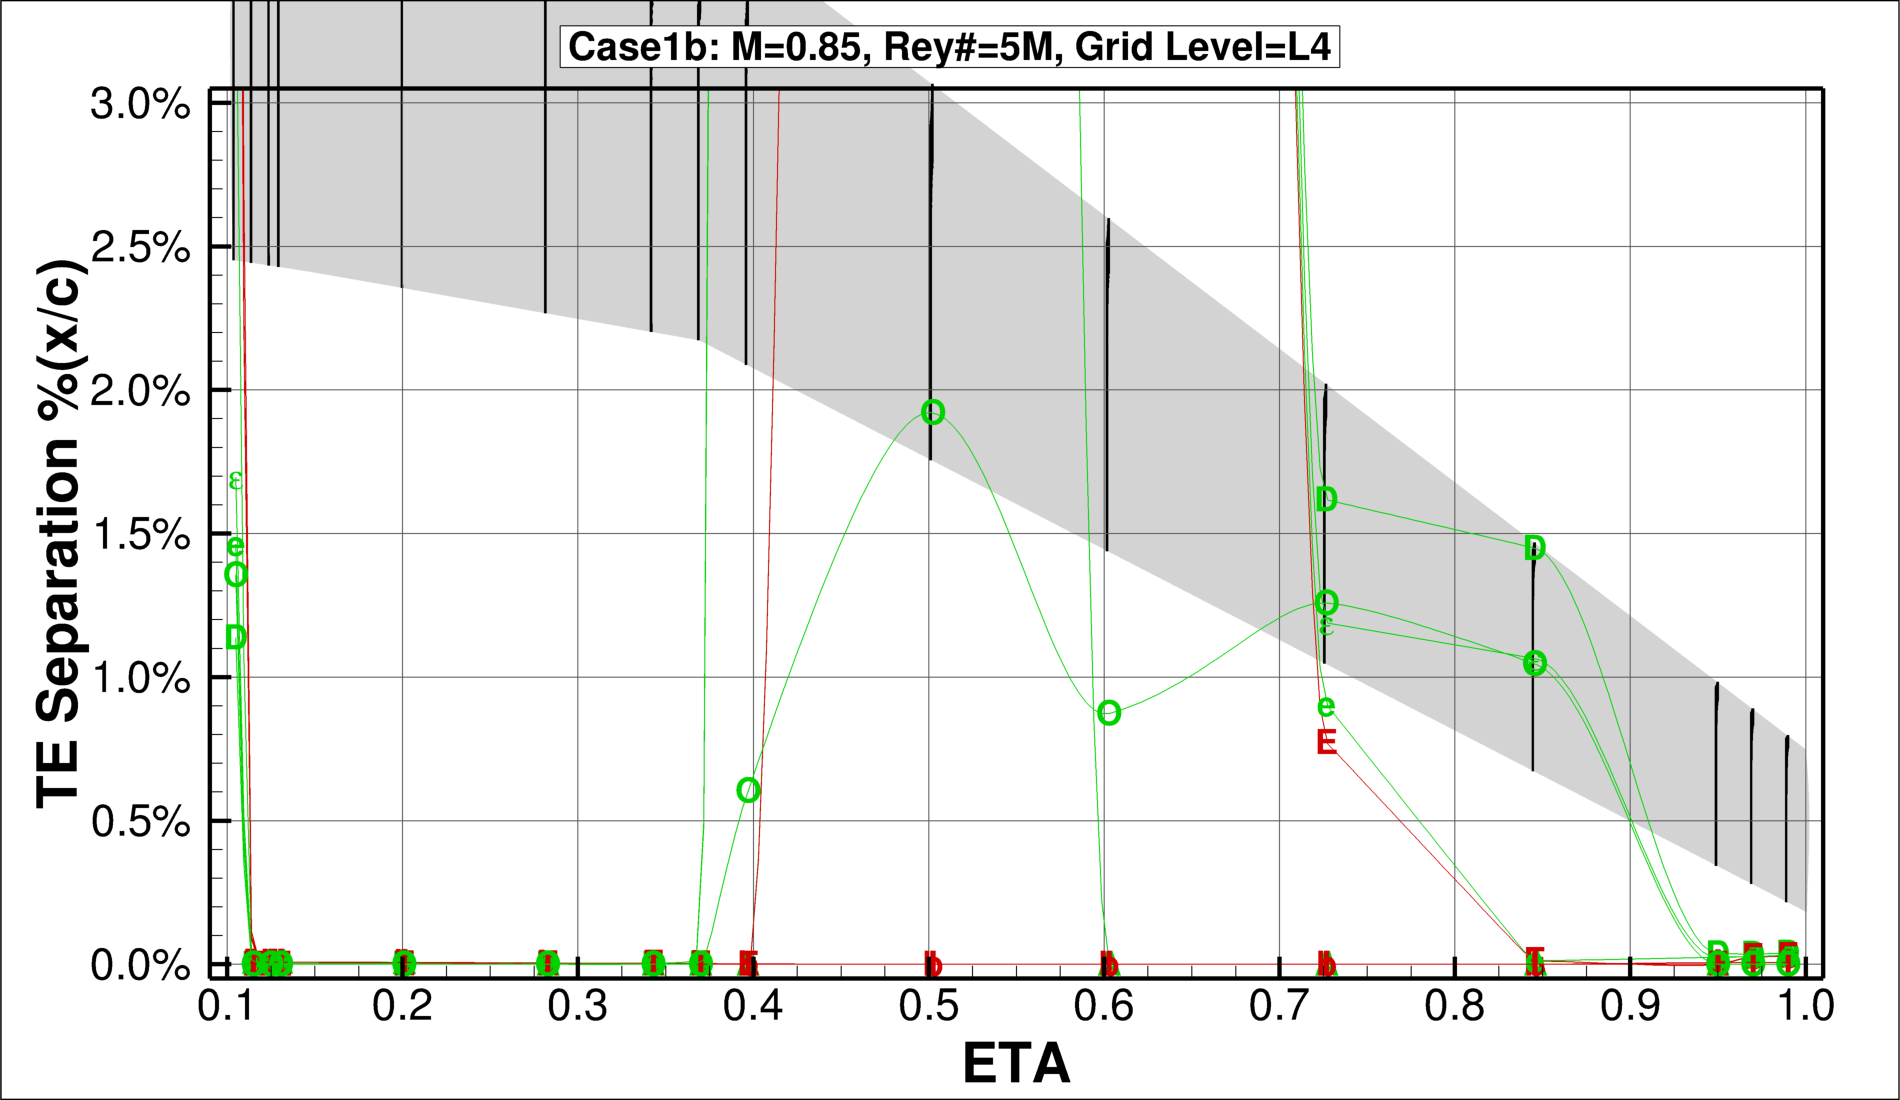 Case1b: M=0.85, Rey#=5M, Grid Level=L4
3.0%
2.5%
2.0%
1.5%
1.0%
0.5%
0.0%
TE Separation %(x/c)
ε
e
O
D
O
O
O
D
O
ε
e
E
D
O
0.1 0.2 0.3 0.4 0.5 0.6 0.7 0.8 0.9 1.0
ETA